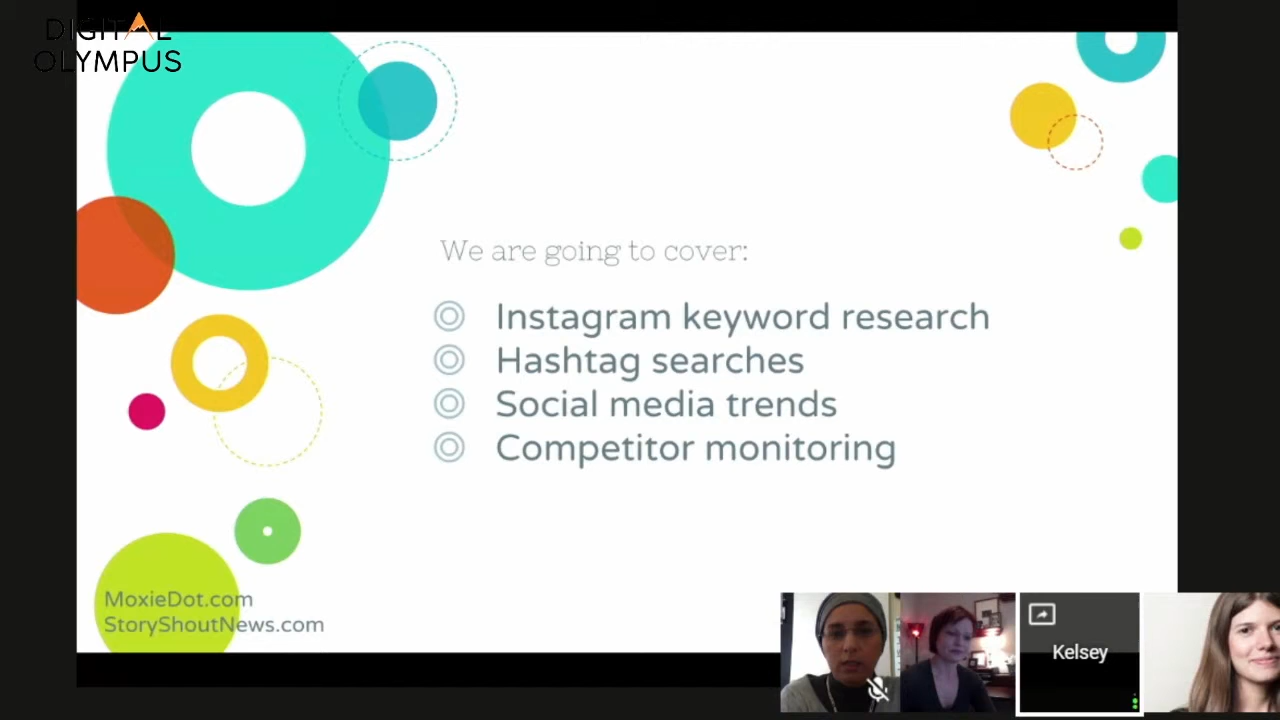 DIGITAL
OLYMPUS
We are going to cover:
Instagram keyword research
Hashtag searches
Social media trends
Competitor monitoring
MoxieDot.com
StoryShoutNews.com
Kelsey